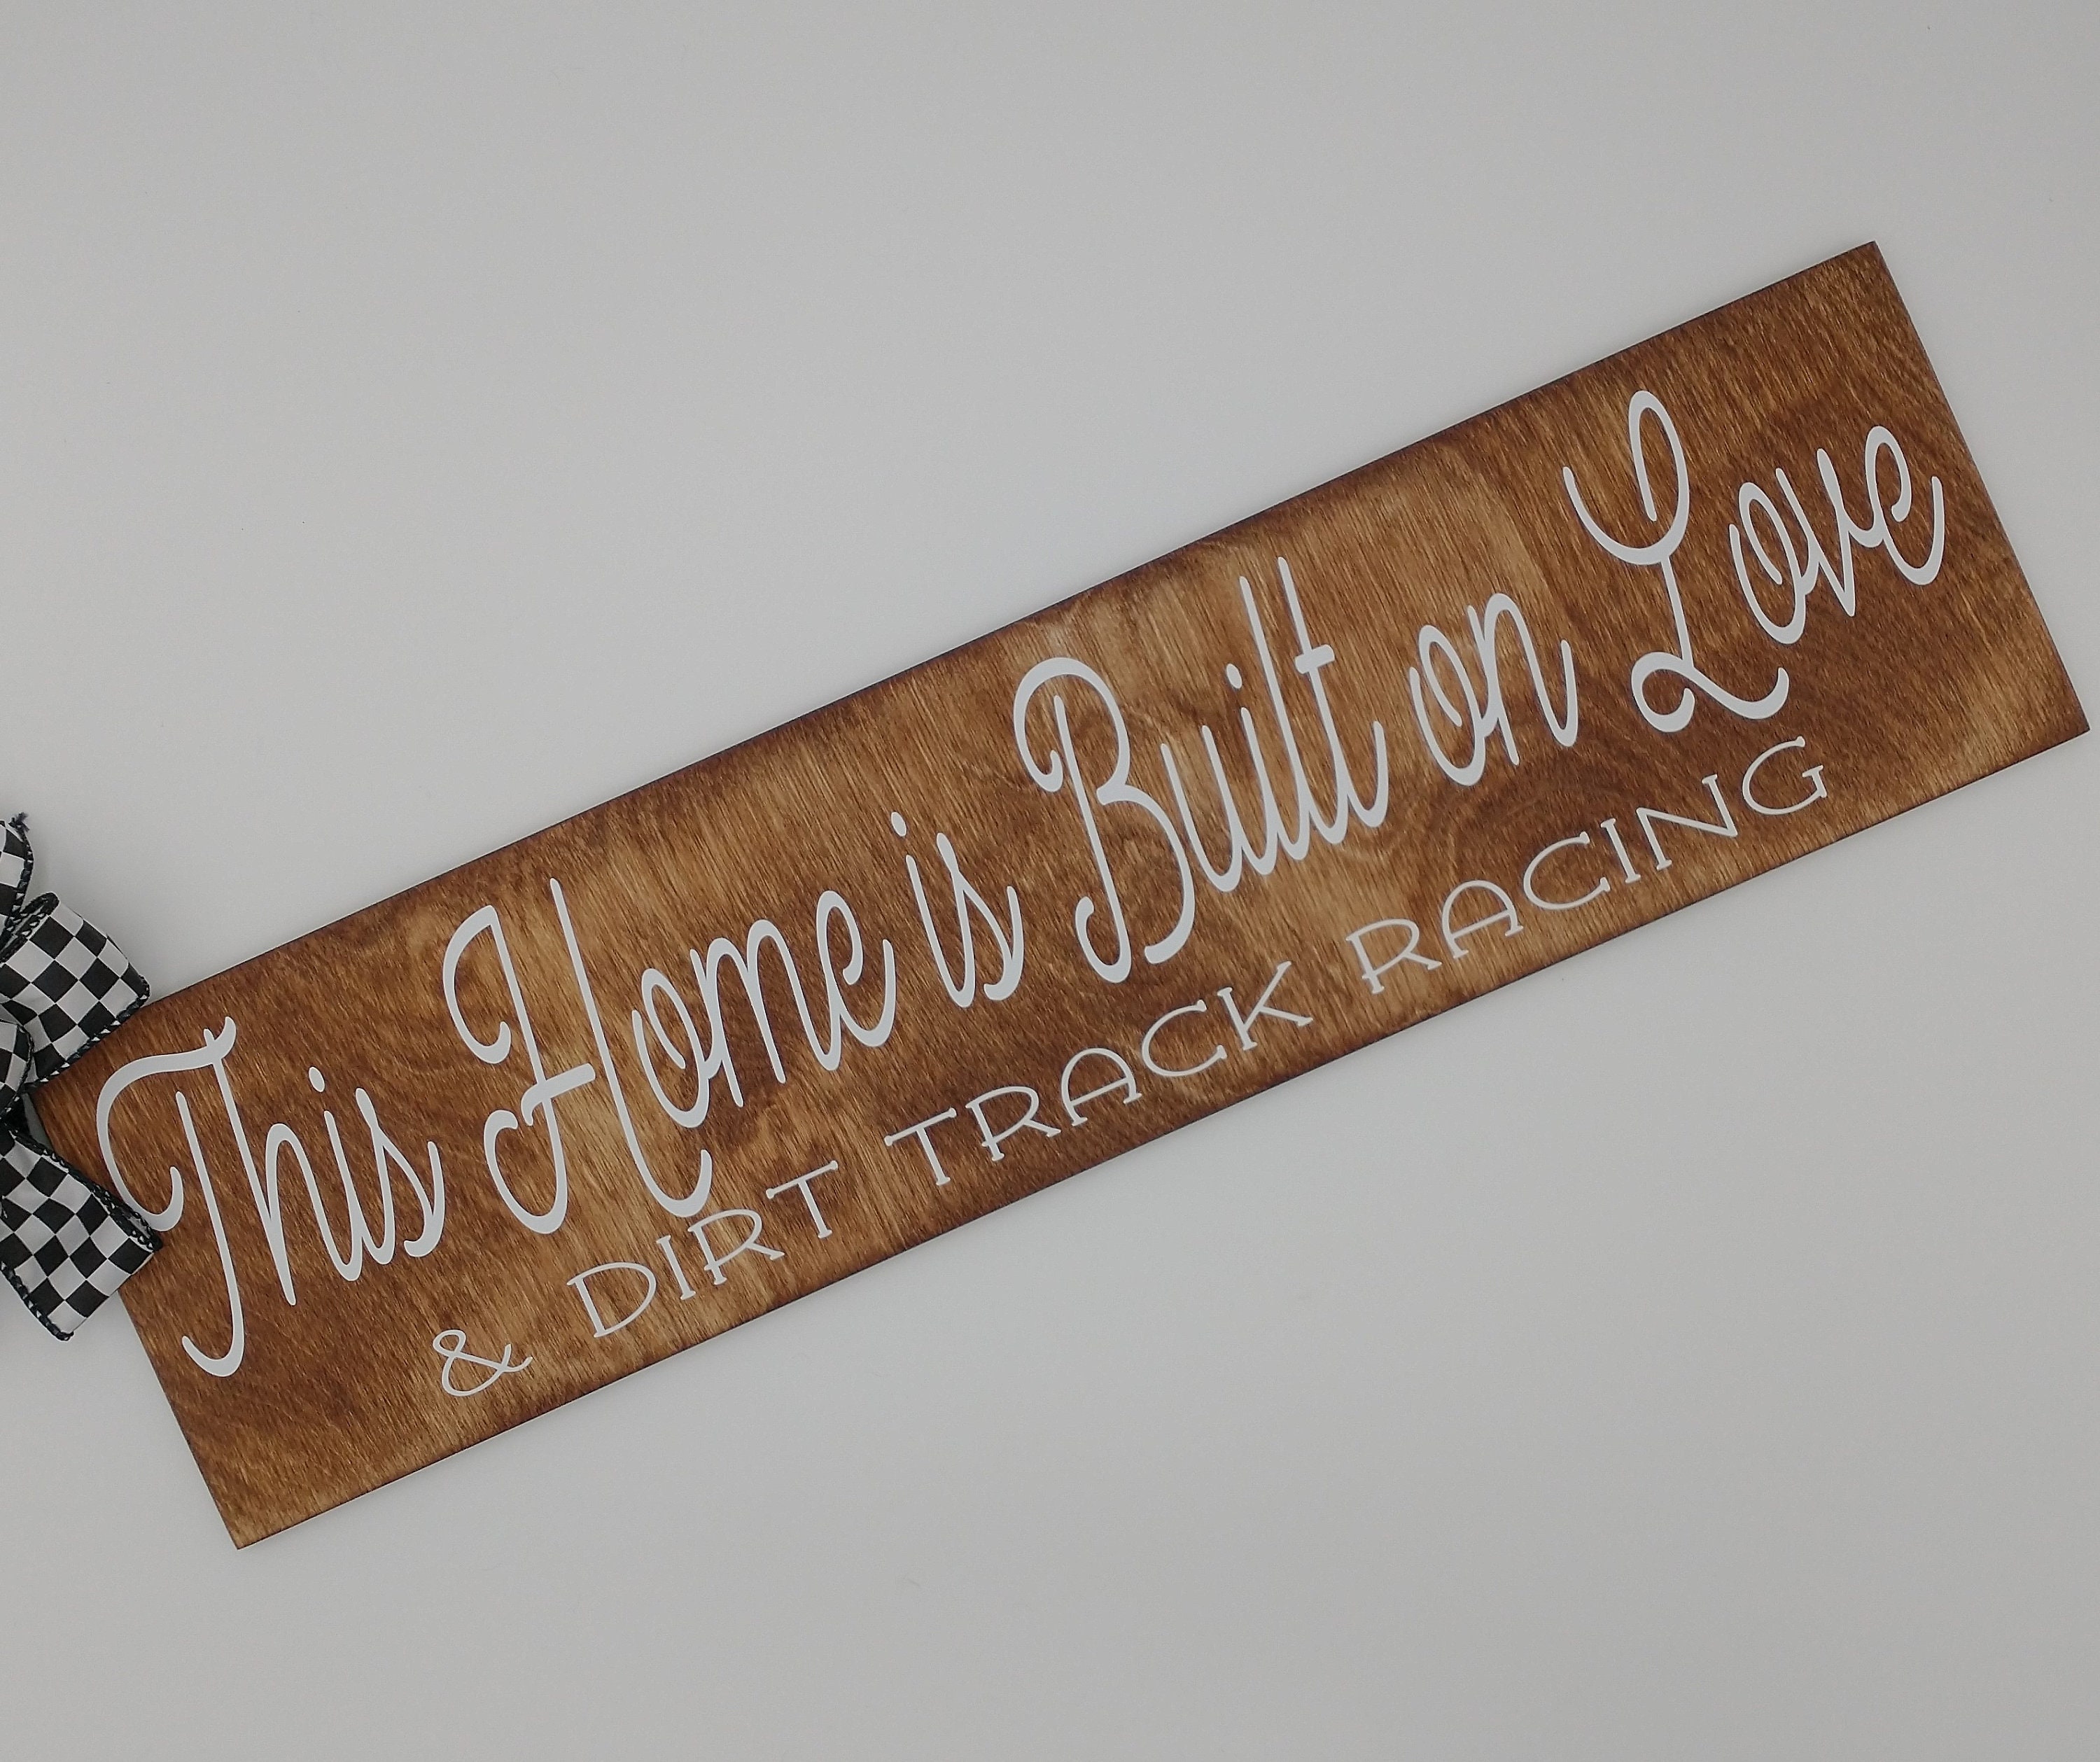 This Home is Built on Love
& DIRT TRACK RACING